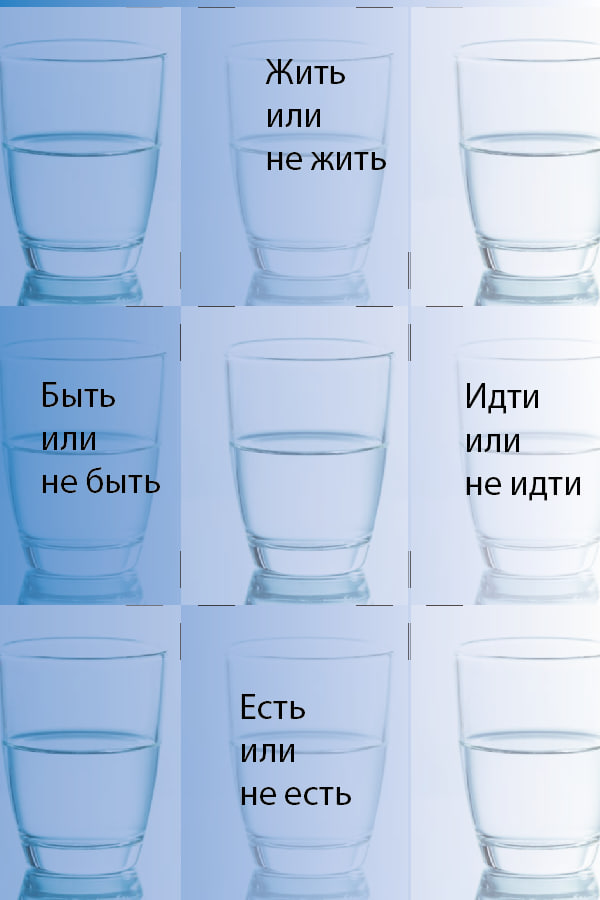 Жить
или
не жить
Быть
или
не быть
Идти
или
не идти
Есть
или
не есть